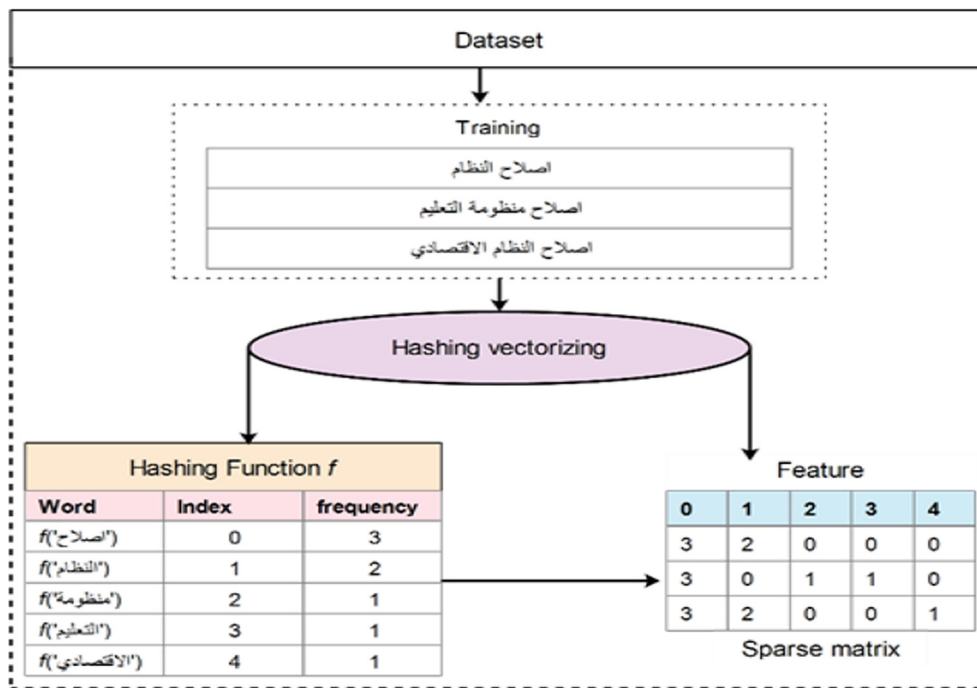 Dataset
Training
اصلاح النظام
اصلاح منظومة التعليم
اصلاح النظام الاقتصادي
Hashing vectorizing
Hashing Function f
Word Index frequency
f('اصلاح') 0 3
f('النظام') 1 2
f('منظومة') 2 1
f('التعليم') 3 1
f('الاقتصادي') 4 1
Feature
0 1 2 3 4
3 2 0 0 0
3 0 1 1 0
3 2 0 0 1
Sparse matrix